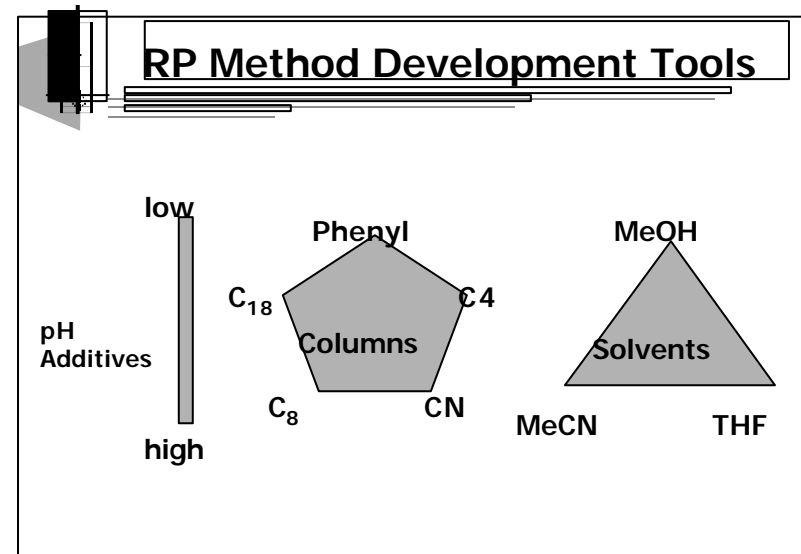 RP Method Development Tools
low
Phenyl
MeOH
C18
C4
pH
Additives
Columns
Solvents
C8
CN
MeCN
THF
high